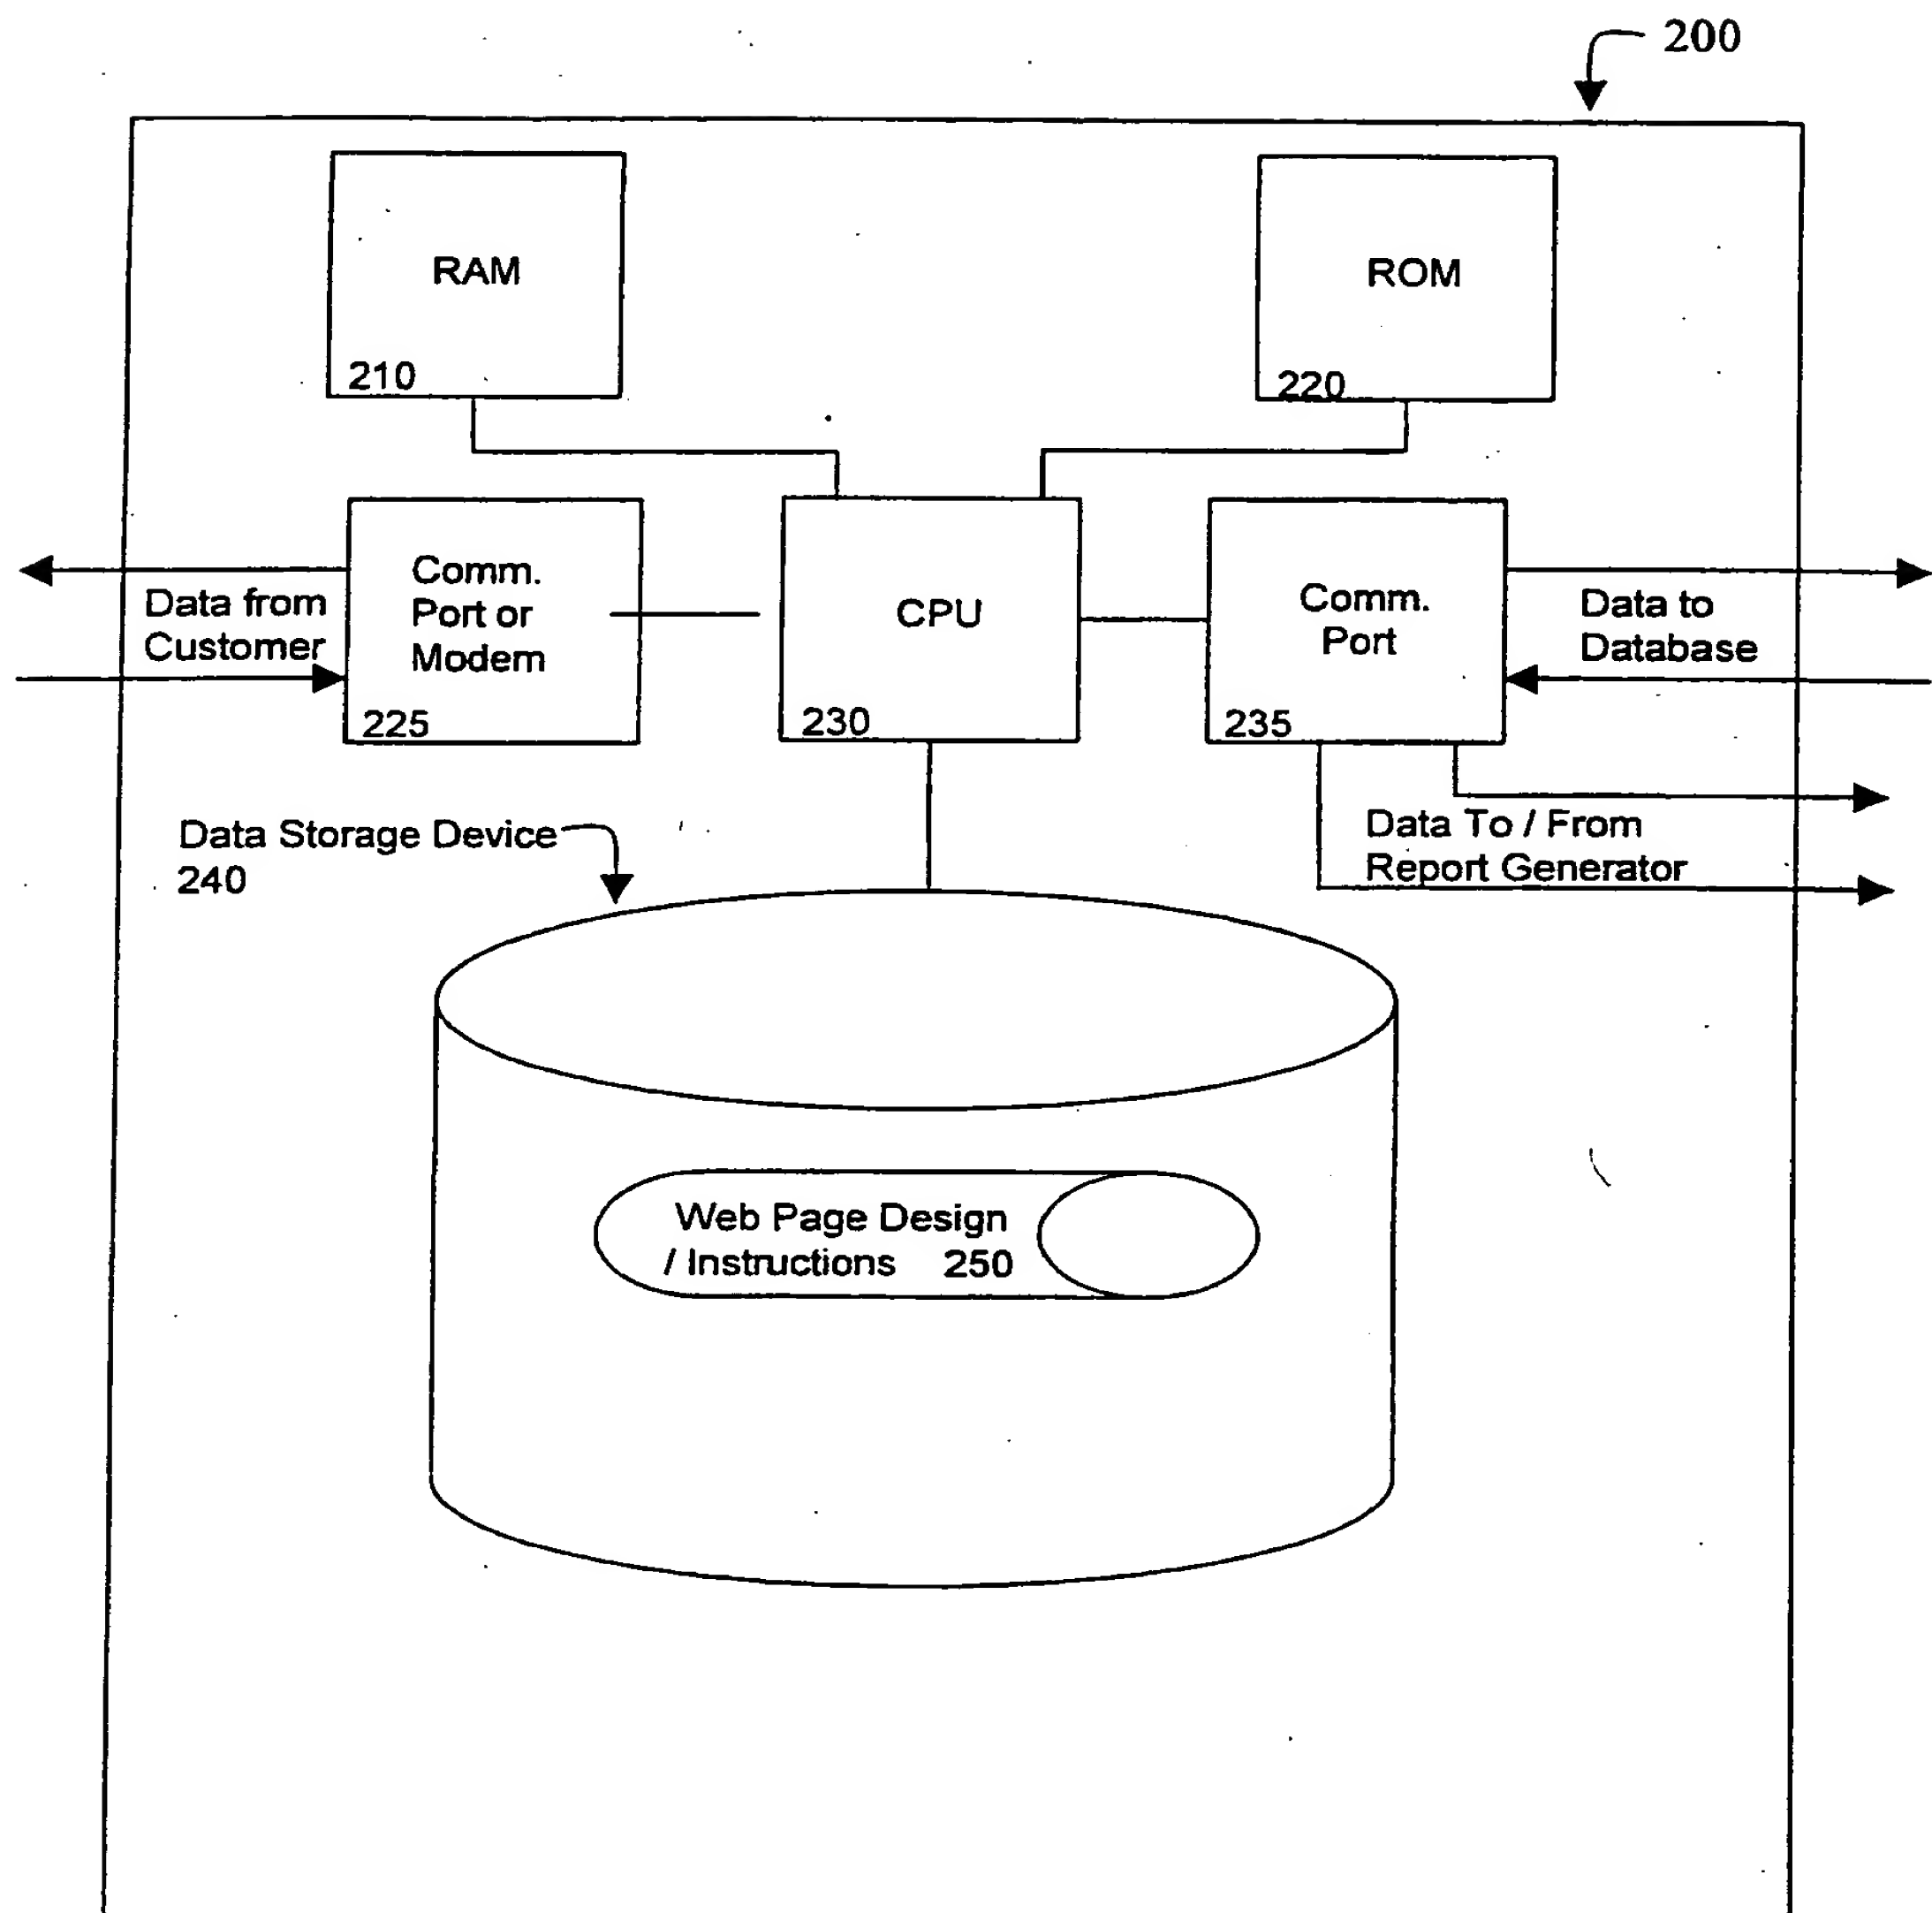 200
RAM
210
ROM
220
Data from
Customer
Comm.
Port or
Modem
225
CPU
230
Comm.
Port
235
Data to
Database
Data Storage Device
240
Data To / From
Report Generator
Web Page Design
/ Instructions 250